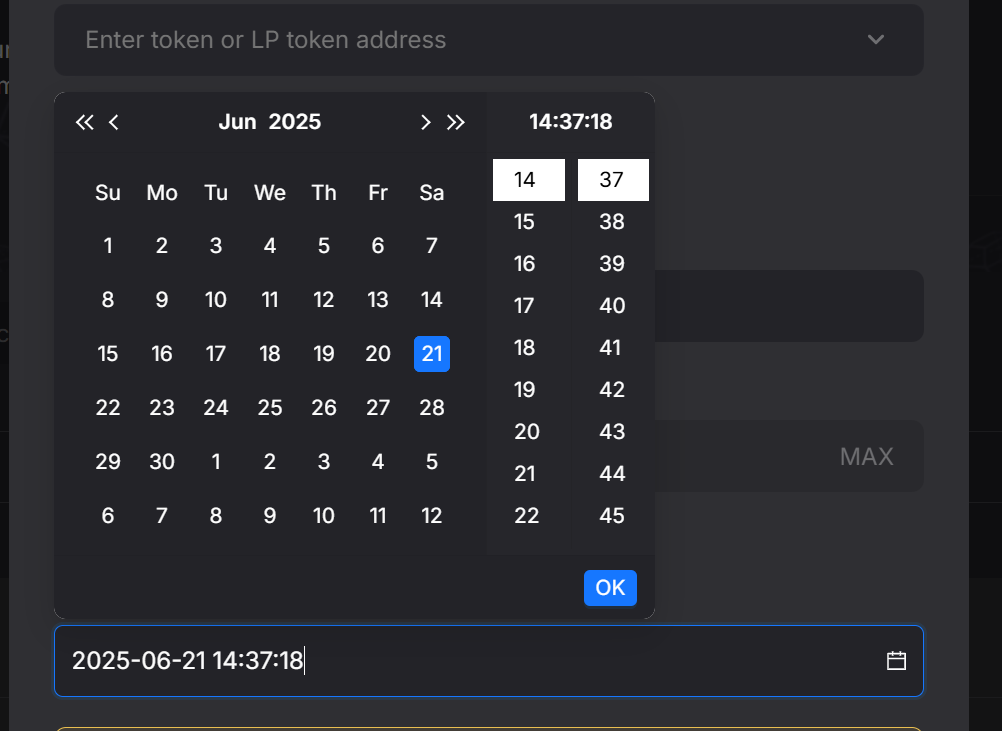 Enter token or LP token address
Jun 2025 14:37:18
Su Mo Tu We Th Fr Sa 14 37
1 2 3 4 5 6 7 15 38
8 9 10 11 12 13 14 16 39
15 16 17 18 19 20 21 17 40
22 23 24 25 26 27 28 18 41
29 30 1 2 3 4 5 19 42
6 7 8 9 10 11 12 20 43
21 44
22 45
MAX
OK
2025-06-21 14:37:18